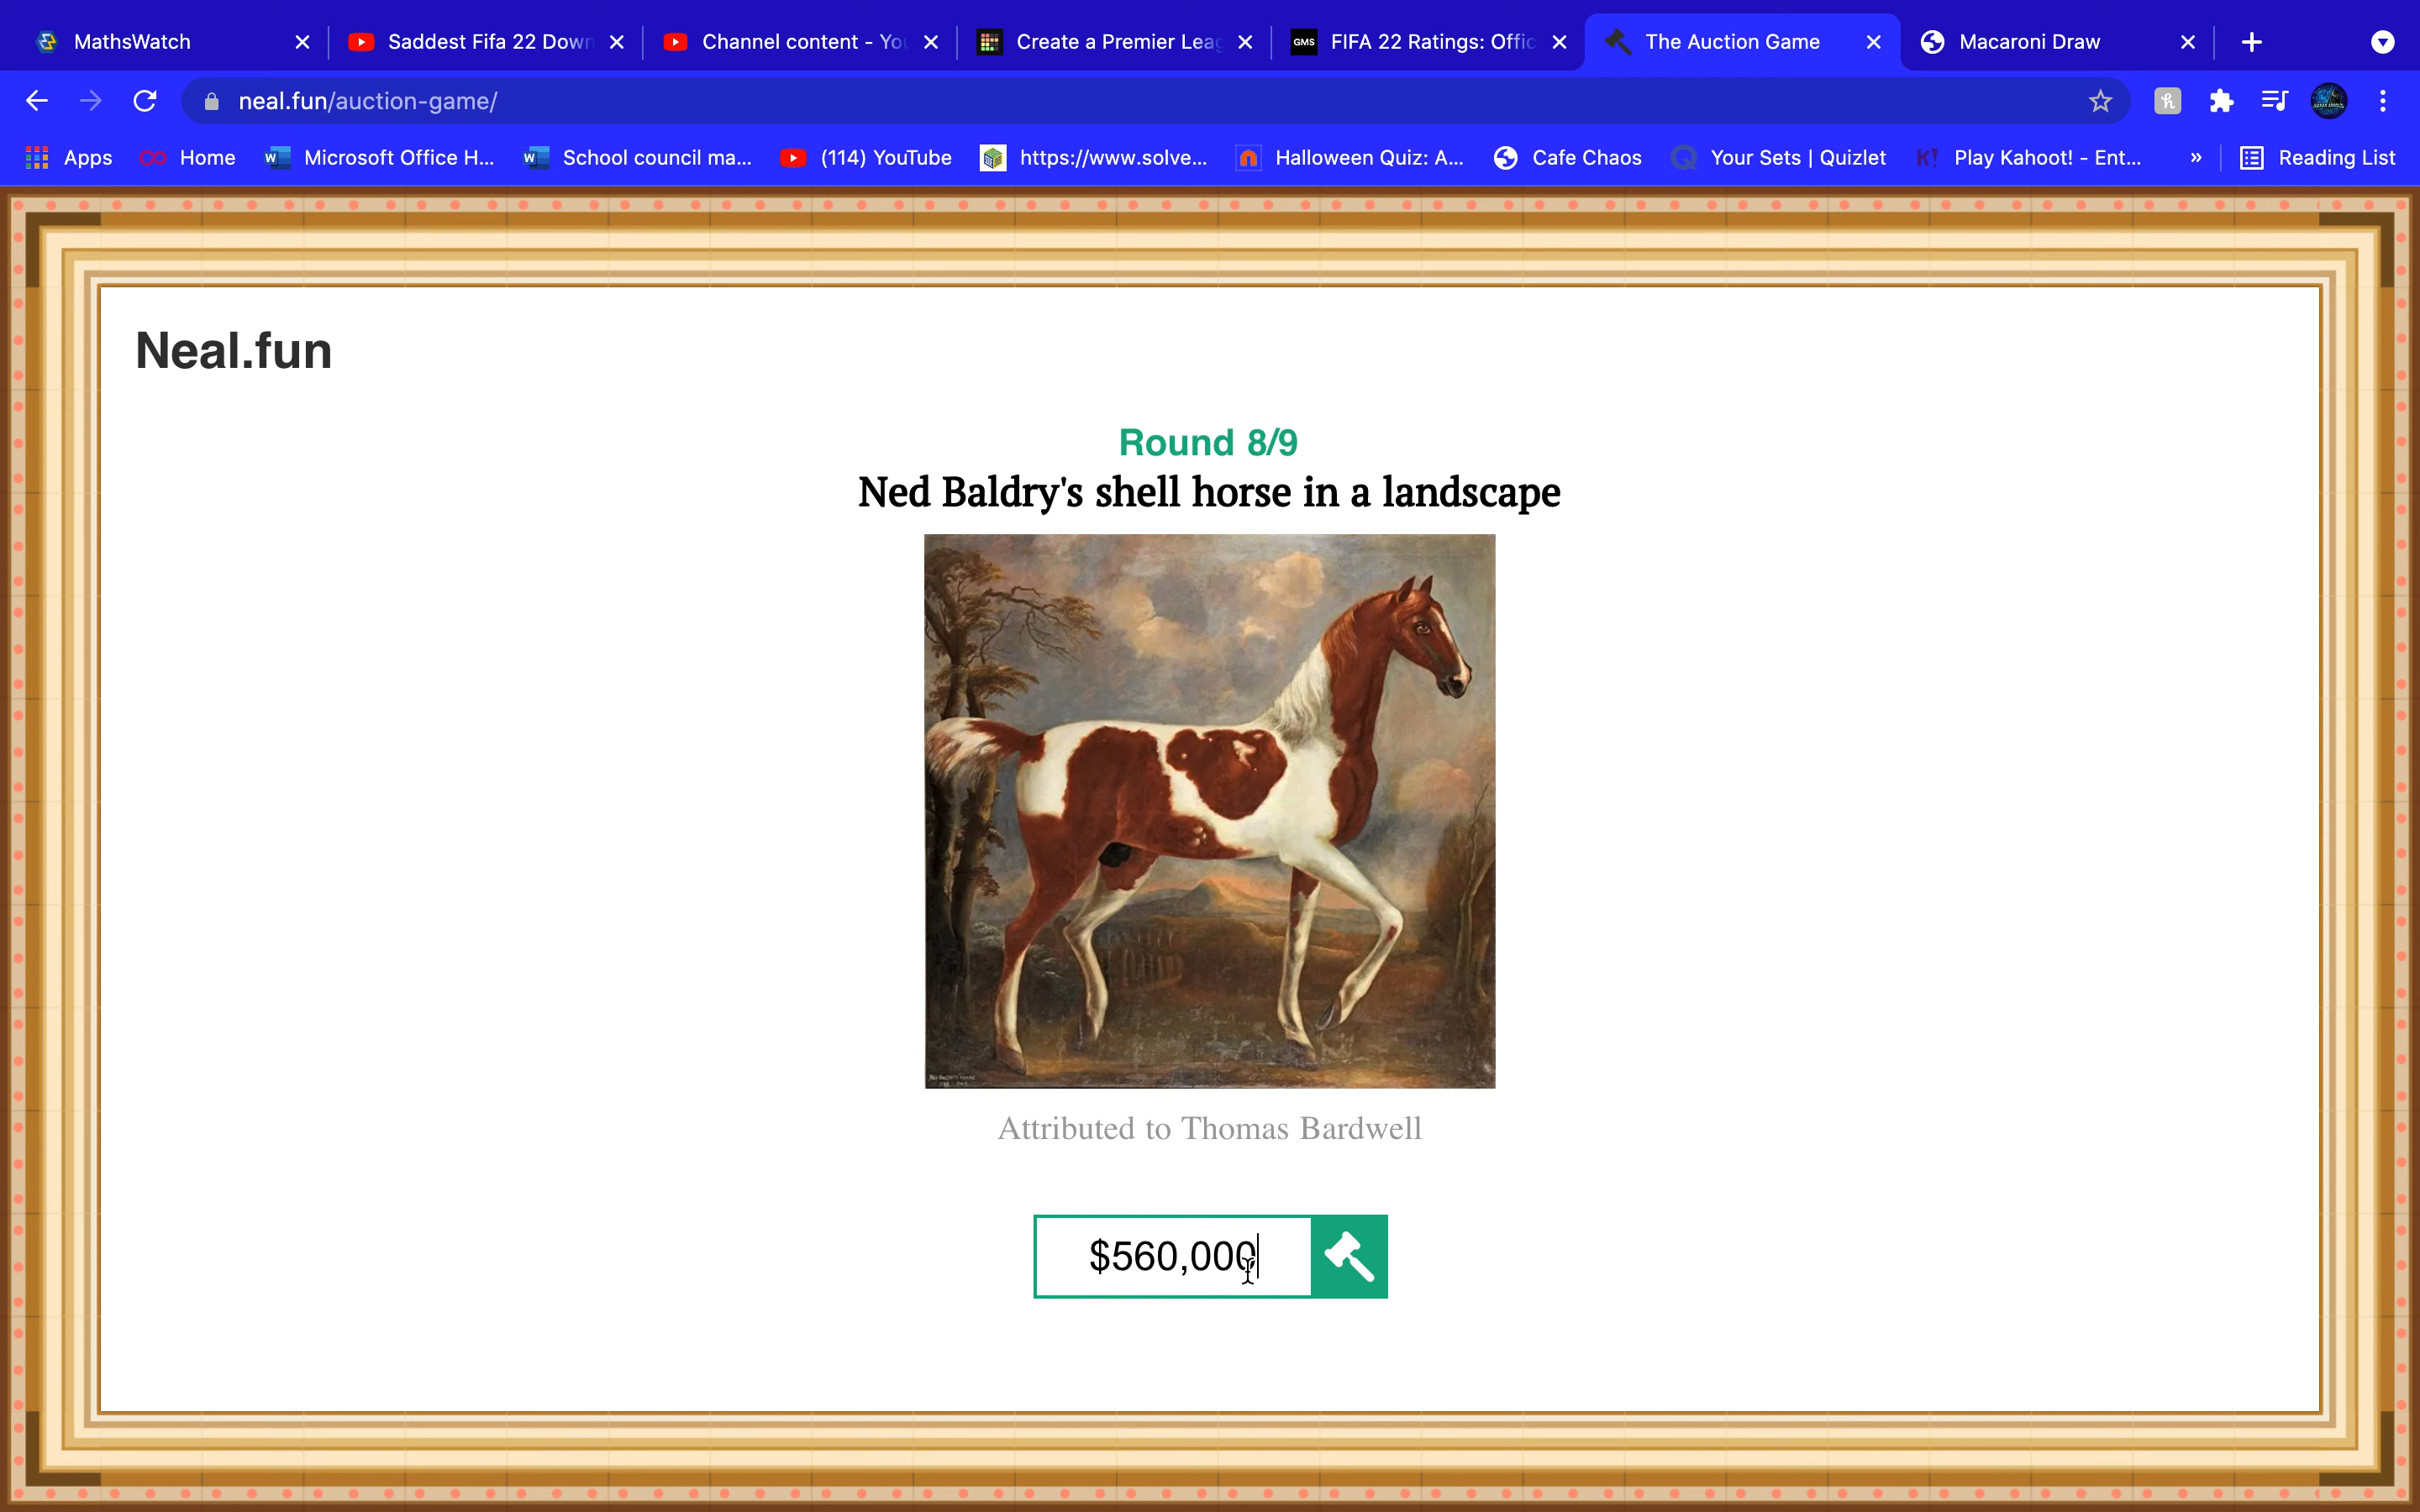 MathsWatch
Saddest Fifa 22 Down
Channel content - You
Create a Premier Leag
FIFA 22 Ratings: Offic
The Auction Game
Macaroni Draw
neal.fun/auction-game/
Apps
Home
Microsoft Office H...
School council ma...
(114) YouTube
https://www.solve...
Halloween Quiz: A...
Cafe Chaos
Your Sets | Quizlet
K! Play Kahoot! - Ent...
»
Reading List
Neal.fun
Round 8/9
Ned Baldry's shell horse in a landscape
Attributed to Thomas Bardwell
$560,000